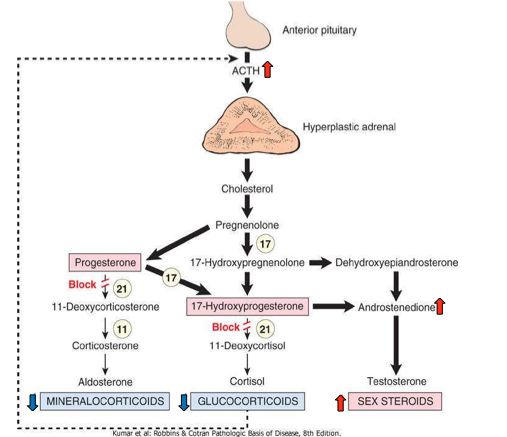 Anterior pituitary
ACTH
Hyperplastic adrenal
Cholesterol
Pregnenolone
17
Progesterone
17-Hydroxypregnenolone
Dehydroxyepiandrosterone
17
Block
21
11-Deoxycorticosterone
17-Hydroxyprogesterone
Androstenedione
11
Block
21
Corticosterone
11-Deoxycortisol
Aldosterone
Cortisol
Testosterone
MINERALOCORTICOIDS
GLUCOCORTICOIDS
SEX STEROIDS
Kumar et al: Robbins & Cotran Pathologic Basis of Disease, 8th Edition.